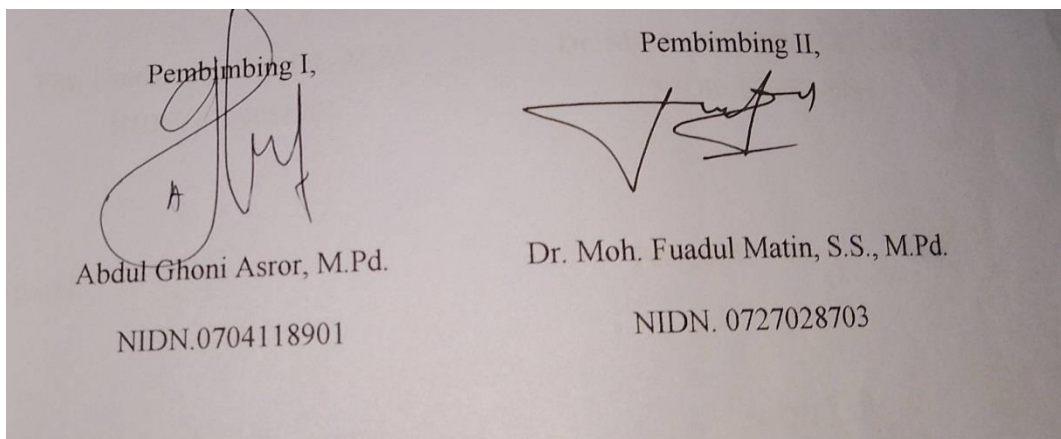 Pembimbing I,
A
Abdul Ghoni Asror, M.Pd.
NIDN.0704118901
Pembimbing II,
Dr. Moh. Fuadul Matin, S.S., M.Pd.
NIDN. 0727028703